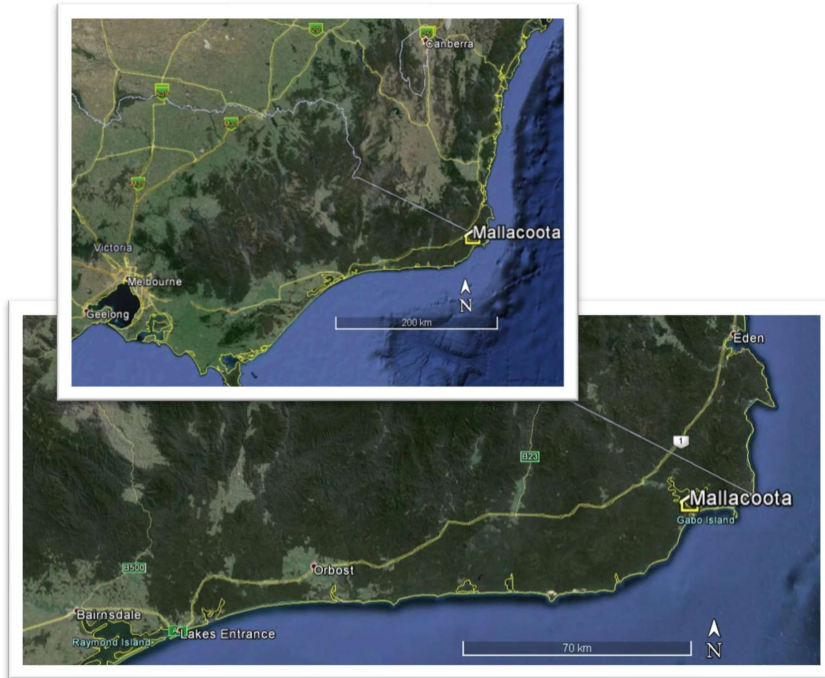 Canberra
Victoria
Mallacoota
Melbourne
Geelong
N
200 km
Eden
1
B23
Mallacoota
Gabo Island
B500
Orbost
Bairnsdale
Raymond Island
Lakes Entrance
70 km
N